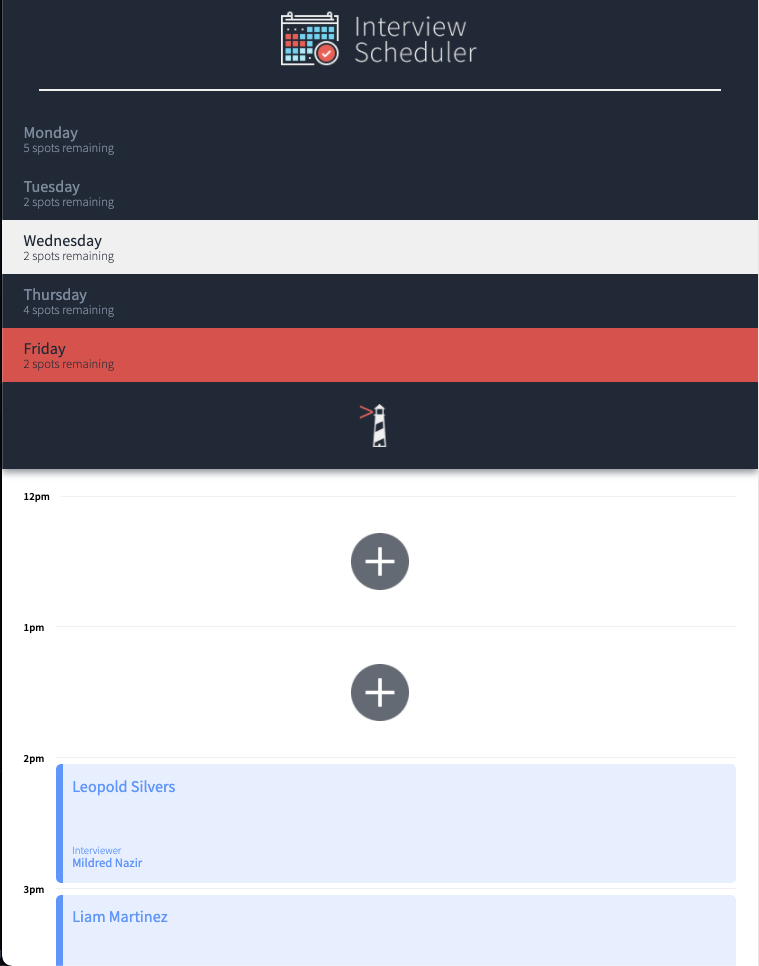 Interview
Scheduler
Monday
5 spots remaining
Tuesday
2 spots remaining
Wednesday
2 spots remaining
Thursday
4 spots remaining
Friday
2 spots remaining
12pm
1pm
2pm
Leopold Silvers
Interviewer
Mildred Nazir
3pm
Liam Martinez